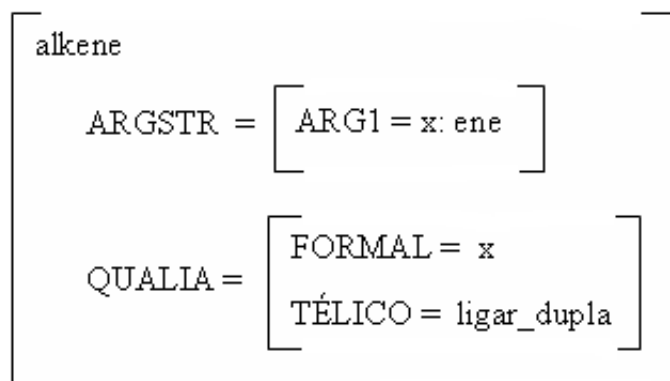 alkene
ARGSTR = ARG1 = x: ene
QUALIA =
FORMAL = x
TÉLICO = ligar_dupla